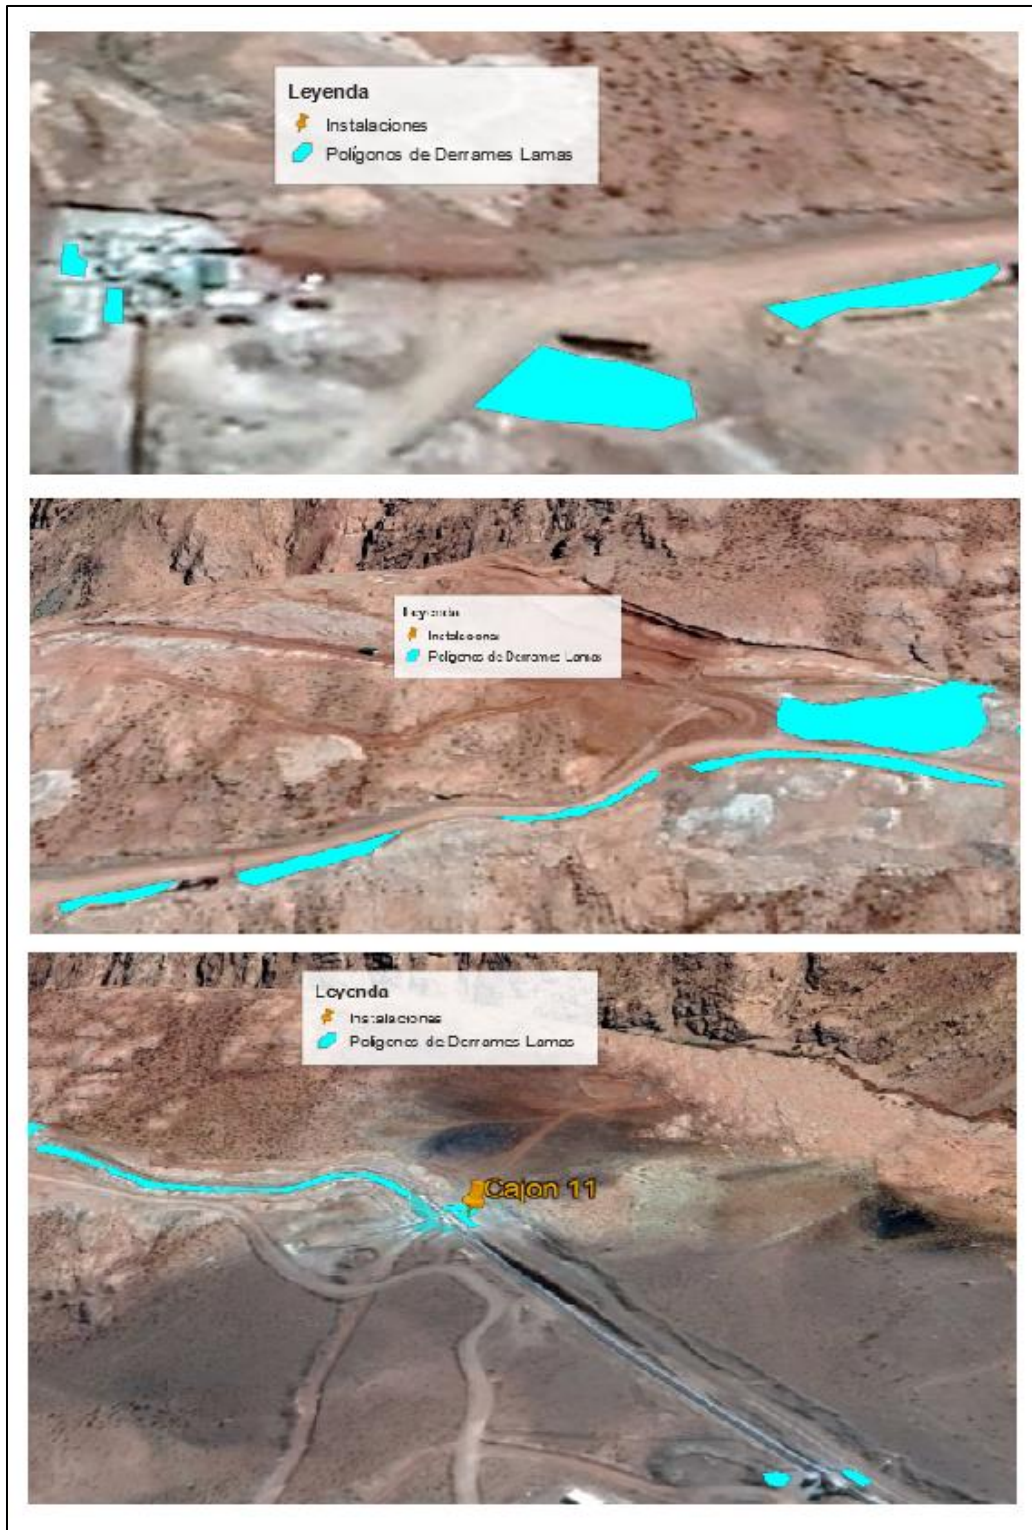 Leyenda
Instalaciones
Polígonos de Derrames Lamas
Leyenda
Instalaciones
Polígonos de Derrames Lamas
Leyenda
Instalaciones
Polígonos de Derrames Lamas
Cajon 11